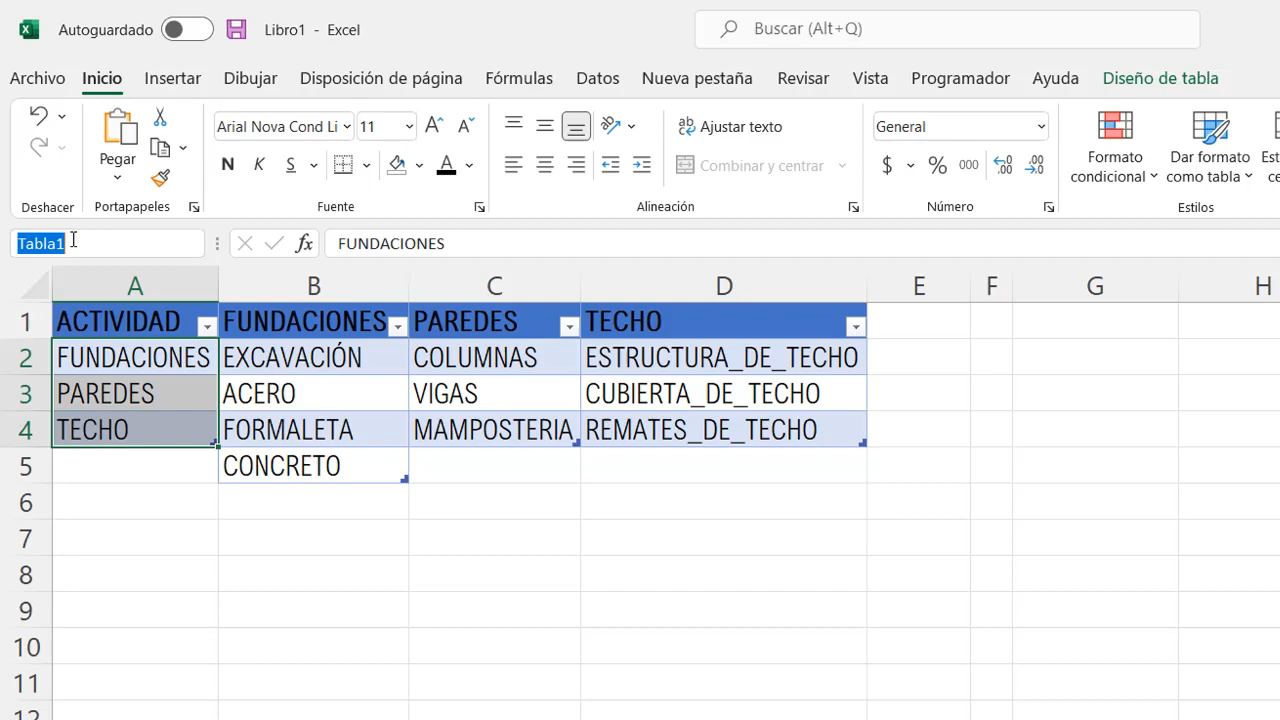 Autoguardado Libro1 - Excel Buscar (Alt+Q)
Archivo Inicio Insertar Dibujar Disposición de página Fórmulas Datos Nueva pestaña Revisar Vista Programador Ayuda Diseño de tabla
Arial Nova Cond Li 11 Ajustar texto General
Pegar N K S Combinar y centrar $ % 000 Formato condicional Dar formato como tabla
Deshacer Portapapeles Fuente Alineación Número Estilos
Tabla1 fx FUNDACIONES
A B C D E F G H
1 ACTIVIDAD FUNDACIONES PAREDES TECHO
2 FUNDACIONES EXCAVACIÓN COLUMNAS ESTRUCTURA_DE_TECHO
3 PAREDES ACERO VIGAS CUBIERTA_DE_TECHO
4 TECHO FORMALETA MAMPOSTERIA REMATES_DE_TECHO
5 CONCRETO
6
7
8
9
10
11
12